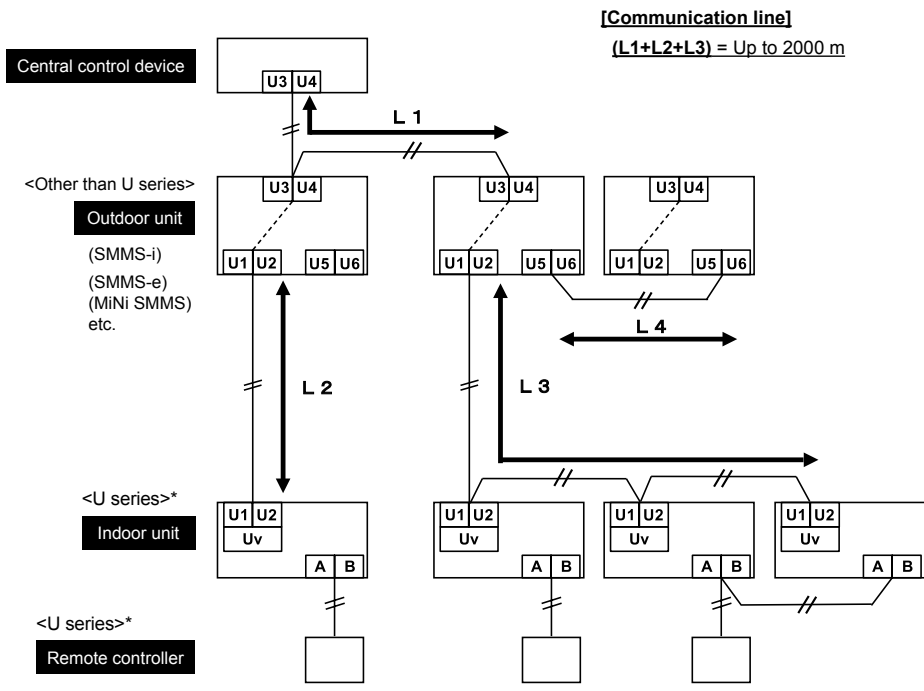 [Communication line]
(L1+L2+L3) = Up to 2000 m
Central control device
U3 U4
L 1
<Other than U series>
U3 U4 U3 U4 U3 U4
Outdoor unit
(SMMS-i)
U1 U2 U5 U6 U1 U2 U5 U6 U1 U2 U5 U6
(SMMS-e)
(MiNi SMMS)
etc.
L 4
L 2 L 3
<U series>*
U1 U2 U1 U2 U1 U2 U1 U2
Indoor unit
Uv Uv Uv Uv
A B A B A B A B
<U series>*
Remote controller